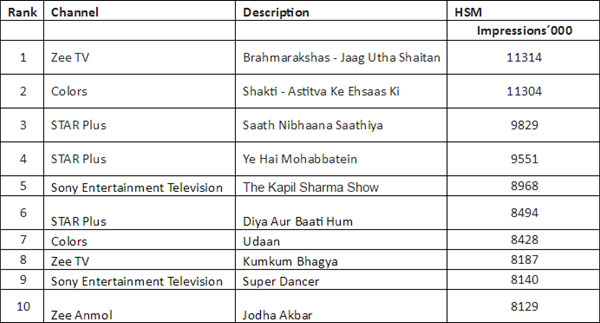 Rank Channel Description HSM
Impressions´000
1 Zee TV Brahmarakshas - Jaag Utha Shaitan 11314
2 Colors Shakti - Astitva Ke Ehsaas Ki 11304
3 STAR Plus Saath Nibhaana Saathiya 9829
4 STAR Plus Ye Hai Mohabbatein 9551
5 Sony Entertainment Television The Kapil Sharma Show 8968
6 STAR Plus Diya Aur Baati Hum 8494
7 Colors Udaan 8428
8 Zee TV Kumkum Bhagya 8187
9 Sony Entertainment Television Super Dancer 8140
10 Zee Anmol Jodha Akbar 8129